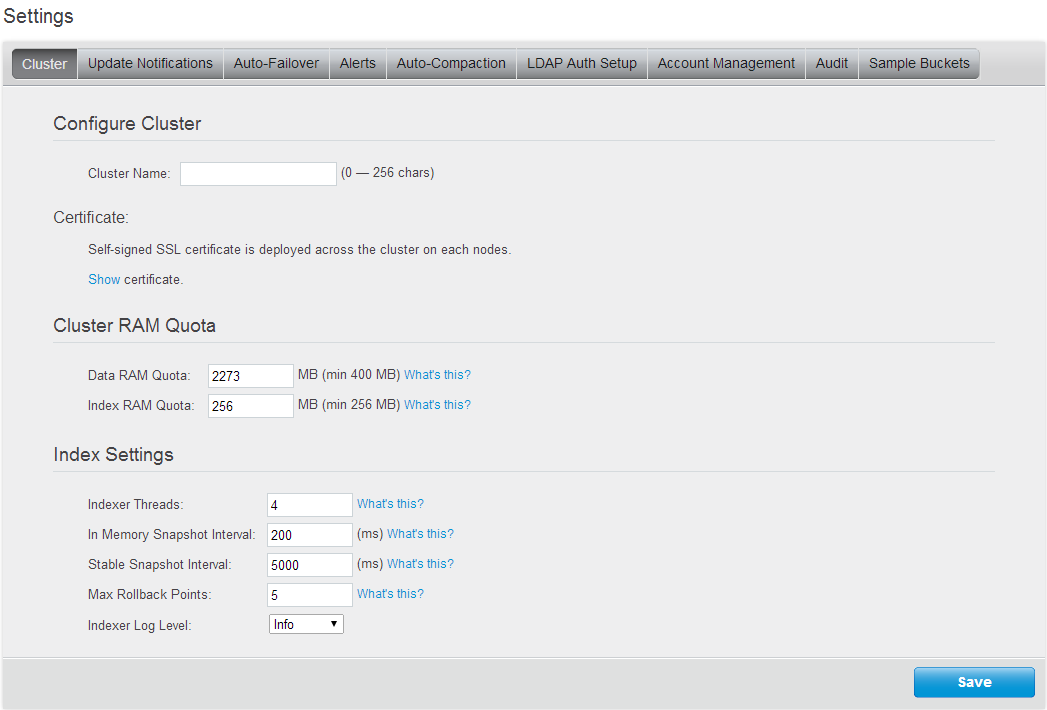 Settings
Cluster Update Notifications Auto-Failover Alerts Auto-Compaction LDAP Auth Setup Account Management Audit Sample Buckets
Configure Cluster
Cluster Name: (0 — 256 chars)
Certificate:
Self-signed SSL certificate is deployed across the cluster on each nodes.
Show certificate.
Cluster RAM Quota
Data RAM Quota: 2273 MB (min 400 MB) What's this?
Index RAM Quota: 256 MB (min 256 MB) What's this?
Index Settings
Indexer Threads: 4 What's this?
In Memory Snapshot Interval: 200 (ms) What's this?
Stable Snapshot Interval: 5000 (ms) What's this?
Max Rollback Points: 5 What's this?
Indexer Log Level: Info
Save